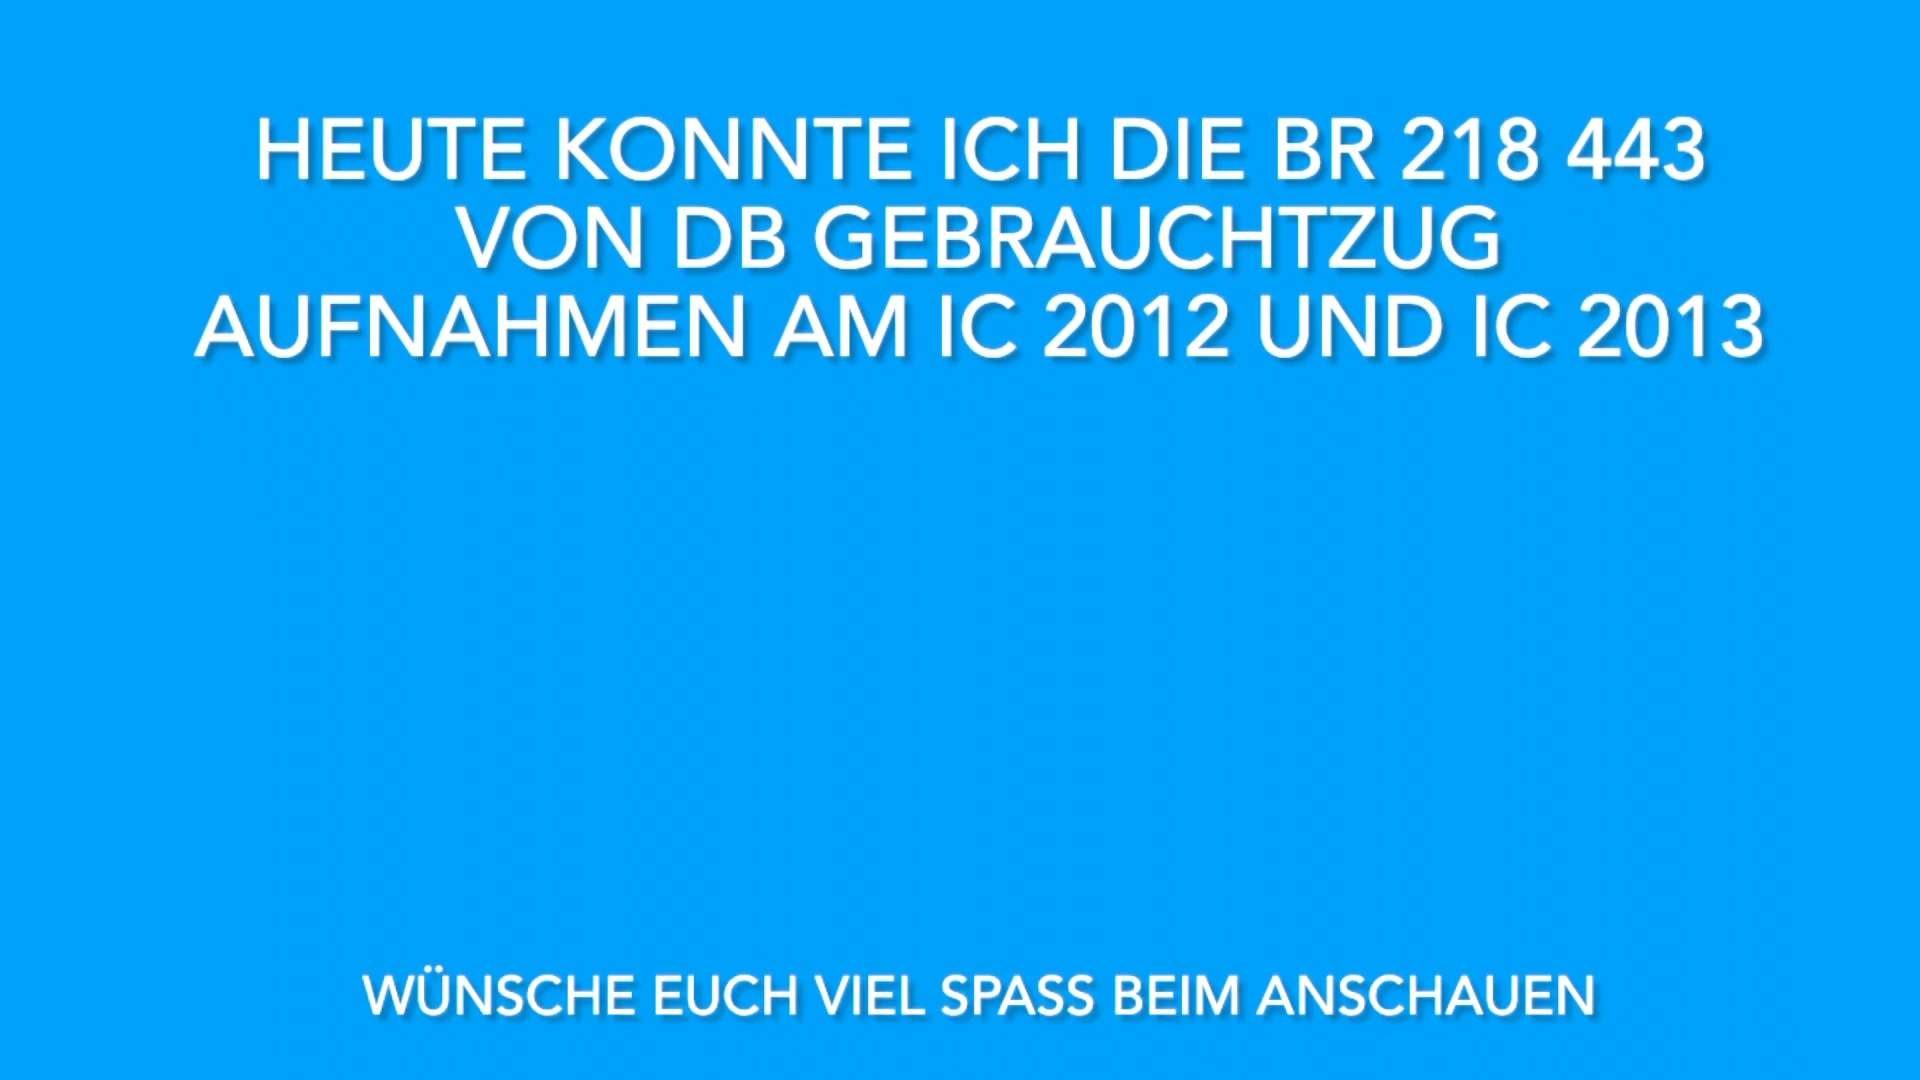 HEUTE KONNTE ICH DIE BR 218 443
VON DB GEBRAUCHTZUG
AUFNAHMEN AM IC 2012 UND IC 2013
WÜNSCHE EUCH VIEL SPASS BEIM ANSCHAUEN